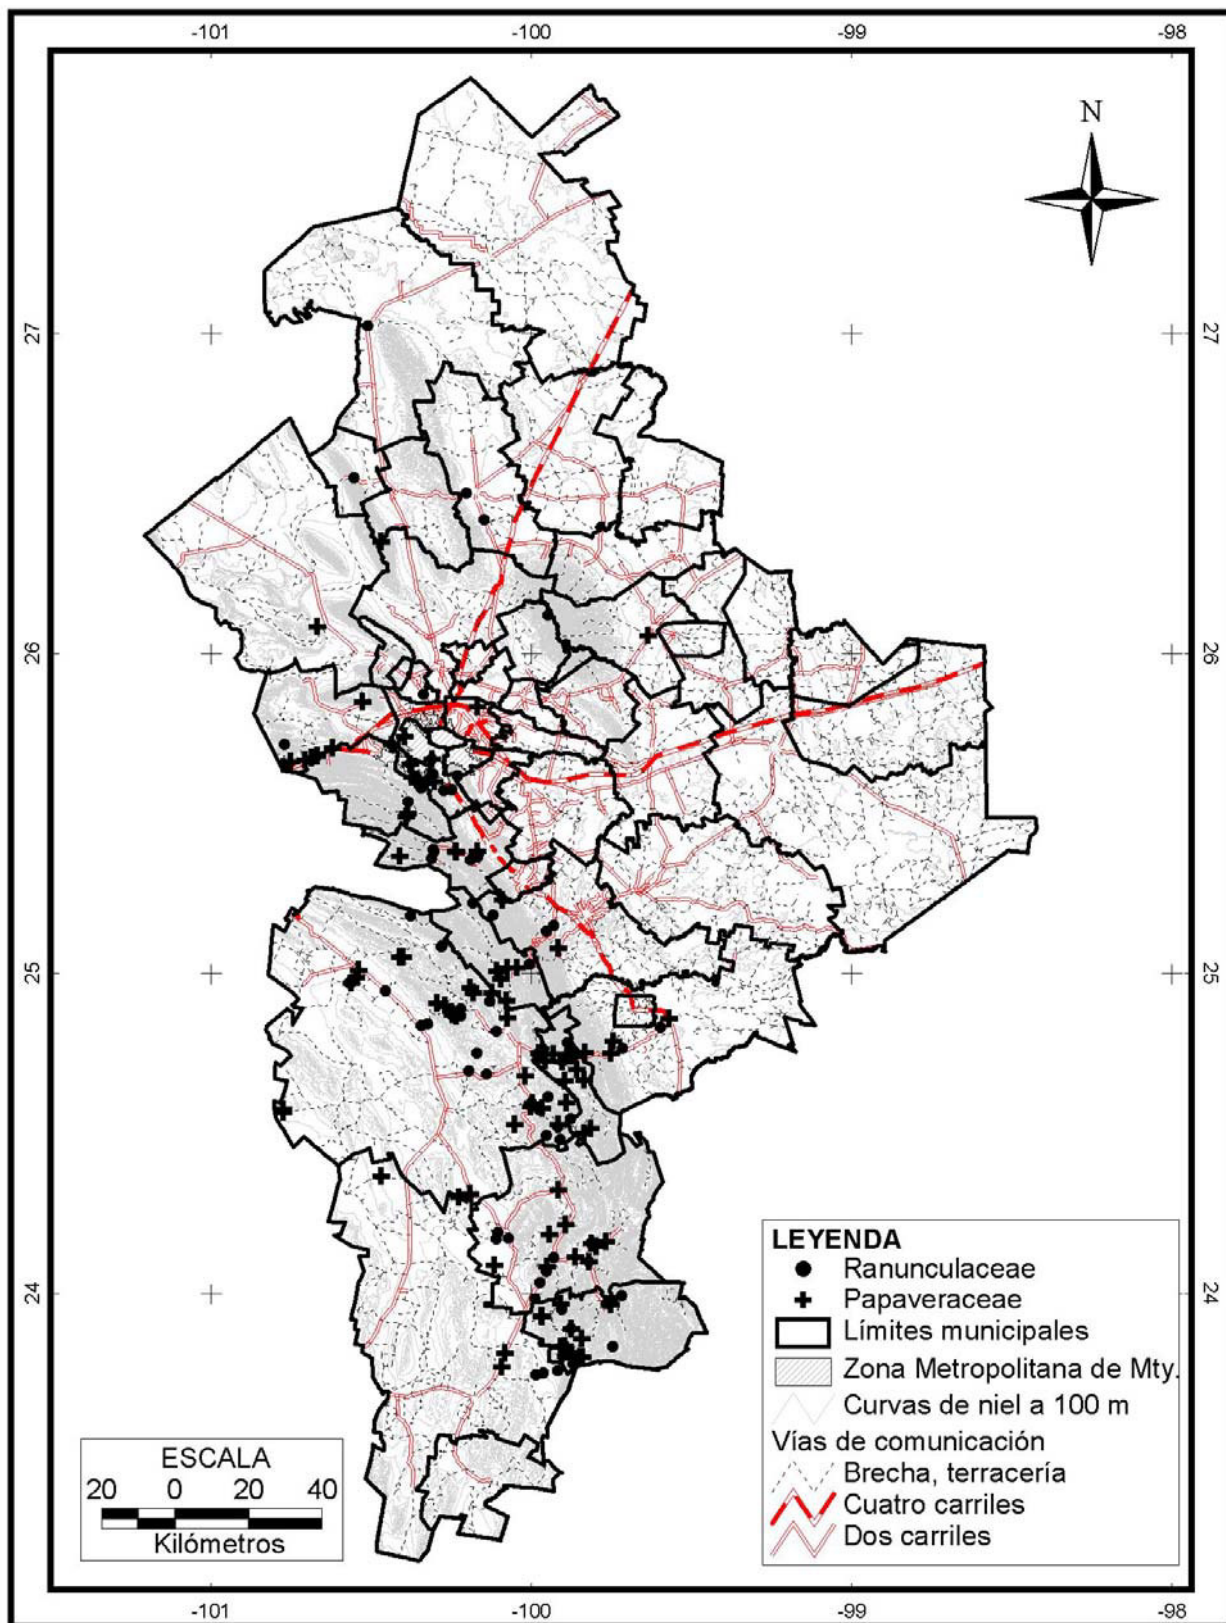 -101 -100 -99 -98
N
27 27
26 26
25 25
24 24
LEYENDA
Ranunculaceae
Papaveraceae
Límites municipales
Zona Metropolitana de Mty.
Curvas de niel a 100 m
Vías de comunicación
Brecha, terracería
Cuatro carriles
Dos carriles
ESCALA
20 0 20 40
Kilómetros
-101 -100 -99 -98